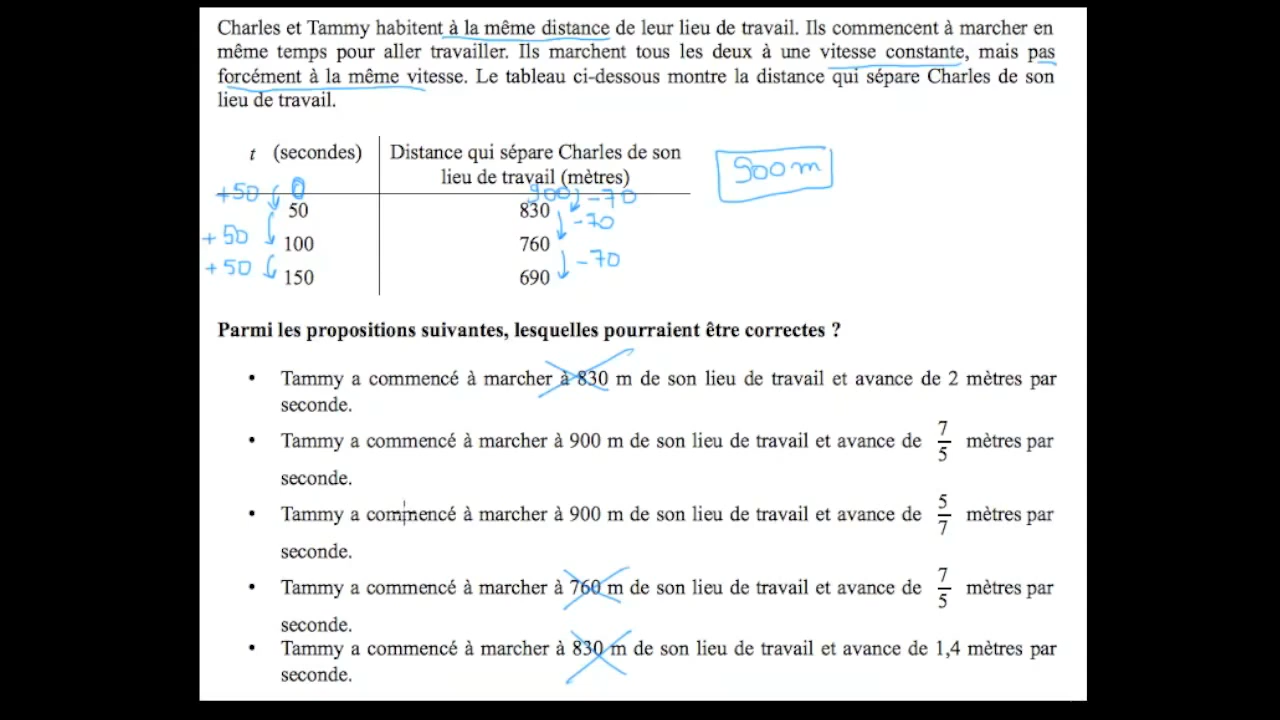 Charles et Tammy habitent à la même distance de leur lieu de travail. Ils commencent à marcher en
même temps pour aller travailler. Ils marchent tous les deux à une vitesse constante, mais pas
forcément à la même vitesse. Le tableau ci-dessous montre la distance qui sépare Charles de son
lieu de travail.
t (secondes) Distance qui sépare Charles de son
lieu de travail (mètres)
900 m
+50 0 900 -70
50 830
+50 -70
100 760
+50 -70
150 690
Parmi les propositions suivantes, lesquelles pourraient être correctes ?
• Tammy a commencé à marcher à 830 m de son lieu de travail et avance de 2 mètres par
seconde.
• Tammy a commencé à marcher à 900 m de son lieu de travail et avance de 7/5 mètres par
seconde.
• Tammy a commencé à marcher à 900 m de son lieu de travail et avance de 5/7 mètres par
seconde.
• Tammy a commencé à marcher à 760 m de son lieu de travail et avance de 7/5 mètres par
seconde.
• Tammy a commencé à marcher à 830 m de son lieu de travail et avance de 1,4 mètres par
seconde.